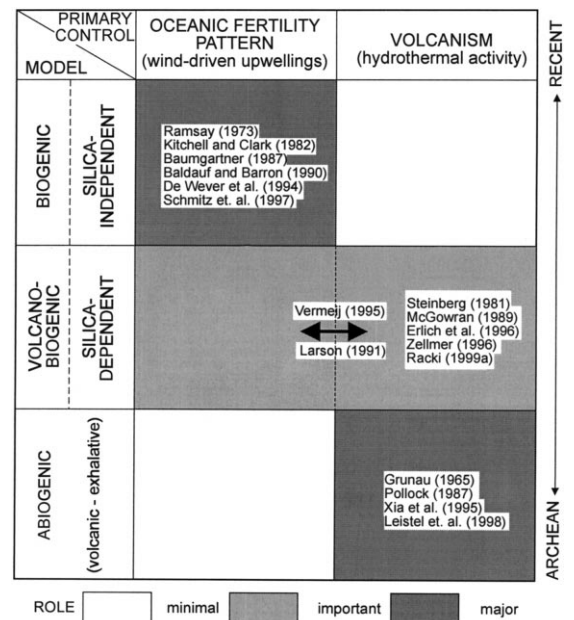 PRIMARY
CONTROL
MODEL
OCEANIC FERTILITY
PATTERN
(wind-driven upwellings)
VOLCANISM
(hydrothermal activity)
RECENT
BIOGENIC
SILICA-
INDEPENDENT
Ramsay (1973)
Kitchell and Clark (1982)
Baumgartner (1987)
Baldauf and Barron (1990)
De Wever et al. (1994)
Schmitz et. al. (1997)
VOLCANO-
BIOGENIC
SILICA-
DEPENDENT
Vermeij (1995)
Larson (1991)
Steinberg (1981)
McGowran (1989)
Erlich et al. (1996)
Zellmer (1996)
Racki (1999a)
ABIOGENIC
(volcanic - exhalative)
Grunau (1965)
Pollock (1987)
Xia et al. (1995)
Leistel et. al (1998)
ARCHEAN
ROLE minimal important major